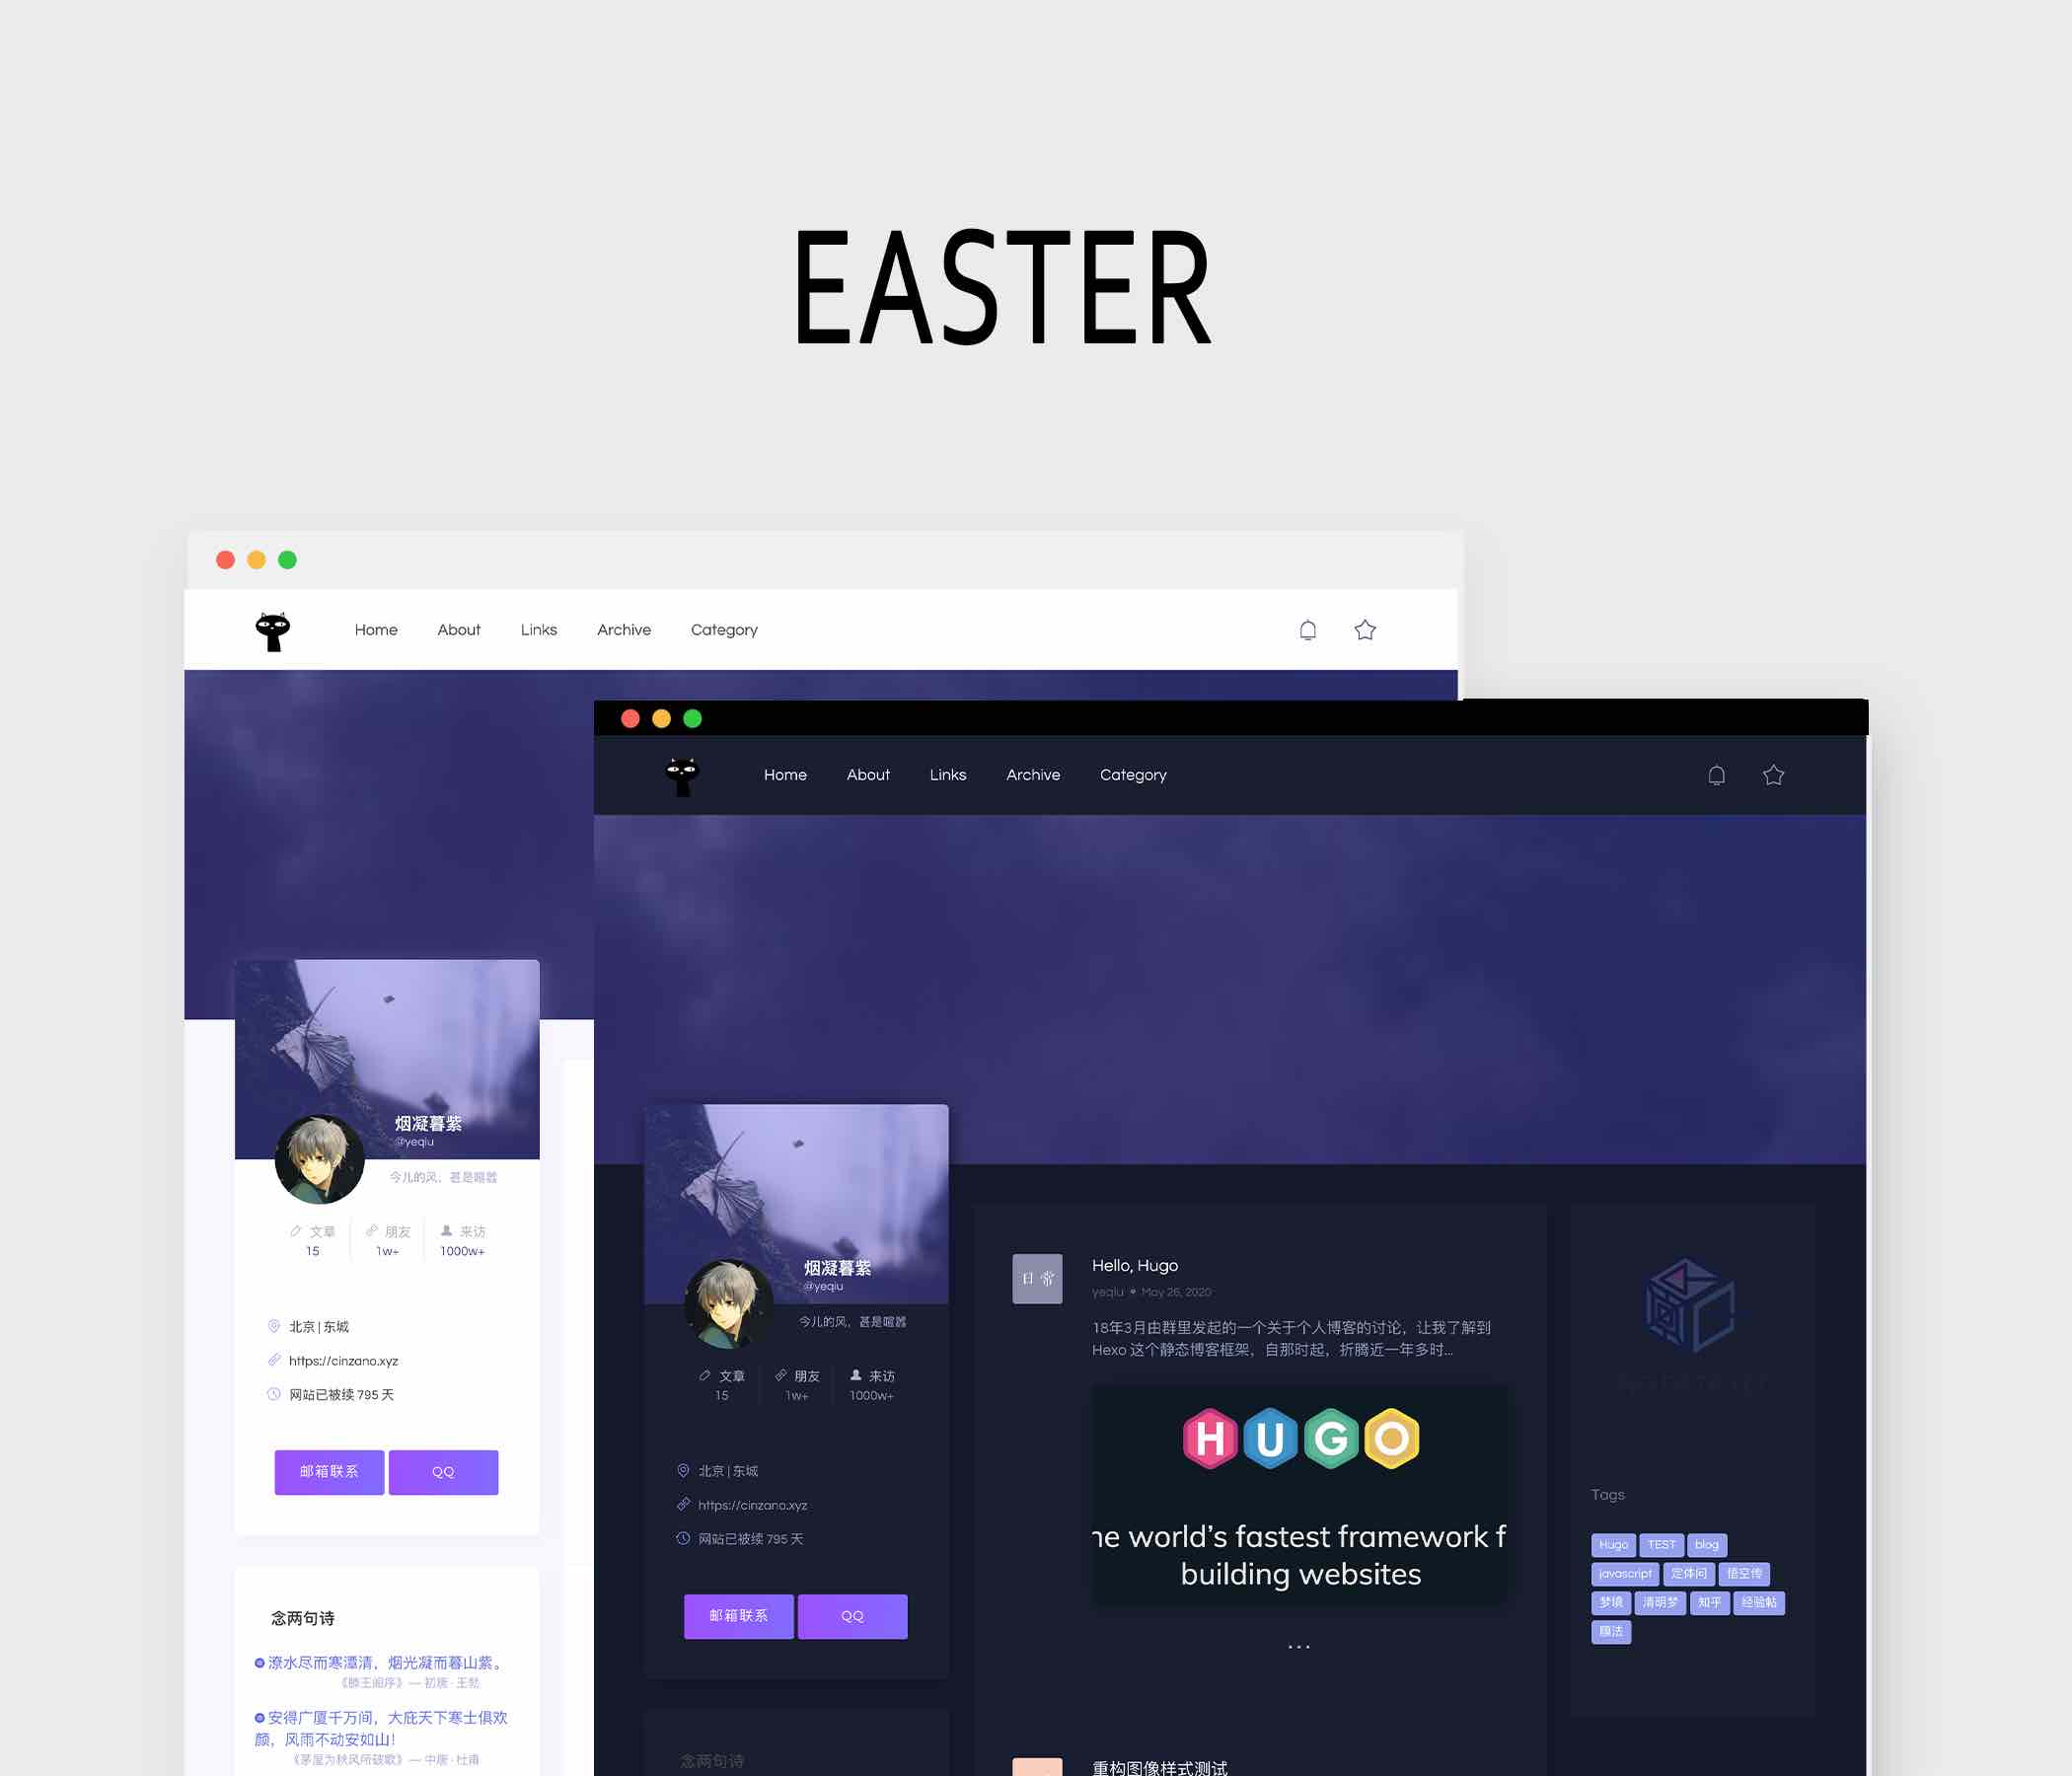 EASTER
Home About Links Archive Category
烟凝暮紫
@yeqiu
今儿的风，甚是喧嚣
文章 朋友 来访
15 1w+ 1000w+
北京 | 东城
https://cinzano.xyz
网站已被续 795 天
邮箱联系 QQ
念两句诗
潦水尽而寒潭清，烟光凝而暮山紫。
《滕王阁序》 — 初唐 · 王勃
安得广厦千万间，大庇天下寒士俱欢
颜，风雨不动安如山！
《茅屋为秋风所破歌》 — 中唐 · 杜甫
Home About Links Archive Category
烟凝暮紫
@yeqiu
今儿的风，甚是喧嚣
文章 朋友 来访
15 1w+ 1000w+
北京 | 东城
https://cinzano.xyz
网站已被续 795 天
邮箱联系 QQ
念两句诗
日常
Hello, Hugo
yeqiu • May 26, 2020
18年3月由群里发起的一个关于个人博客的讨论，让我了解到
Hexo 这个静态博客框架，自那时起，折腾近一年多时...
HUGO
he world’s fastest framework f
building websites
...
重构图像样式测试
Tags
Hugo TEST blog
javascript 定体问 悟空传
梦境 清明梦 知乎 经验帖
膜法